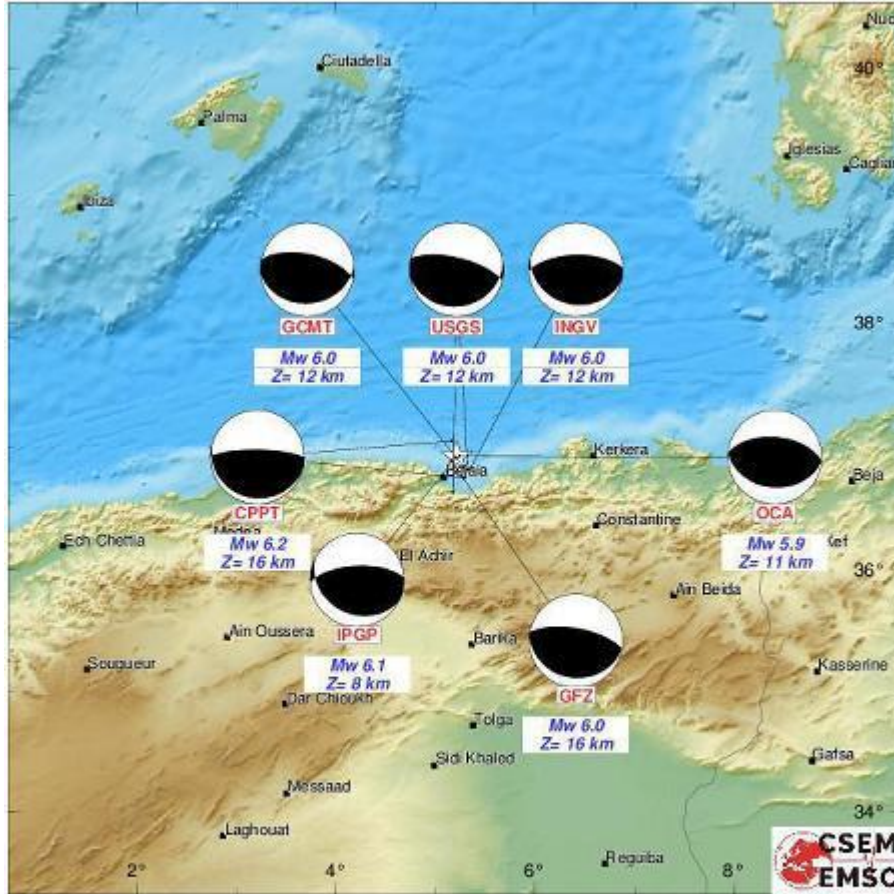 Nuo
40°
Ciutadella
Palma
Iglesias
Cagliar
Ibiza
GCMT
USGS
INGV
38°
Mw 6.0
Z= 12 km
Mw 6.0
Z= 12 km
Mw 6.0
Z= 12 km
Kerkera
Bejaia
Beja
CPPT
OCA
Constantine
Ech Chettia
Medea
Mw 6.2
Z= 16 km
El Achir
Mw 5.9
Z= 11 km
Kef
36°
Ain Beida
IPGP
Ain Oussera
Barika
Mw 6.1
Z= 8 km
Sougueur
Kasserine
GFZ
Dar Chioukh
Mw 6.0
Z= 16 km
Tolga
Sidi Khaled
Gafsa
Messaad
34°
Laghouat
Reguiba
2°
4°
6°
8°
CSEM
EMSC